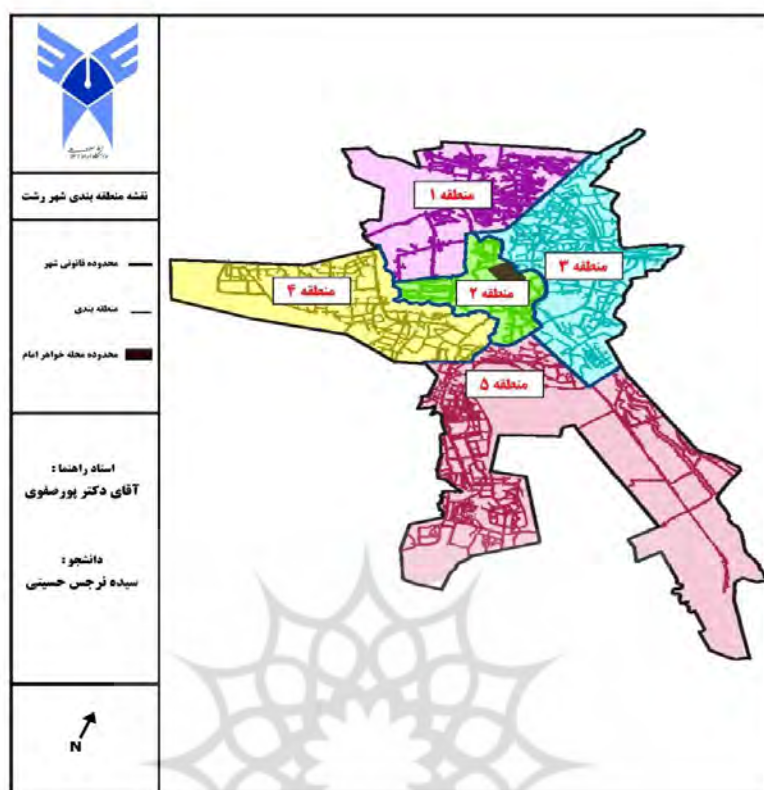 نقشه منطقه بندی شهر رشت
محدوده قانونی شهر
منطقه بندی
محدوده محله خواهر امام
استاد راهنما :
آقای دکتر پورصفوی
دانشجو :
سیده نرجس حسینی
N
منطقه ۱
منطقه ۳
منطقه ۲
منطقه ۴
منطقه ۵